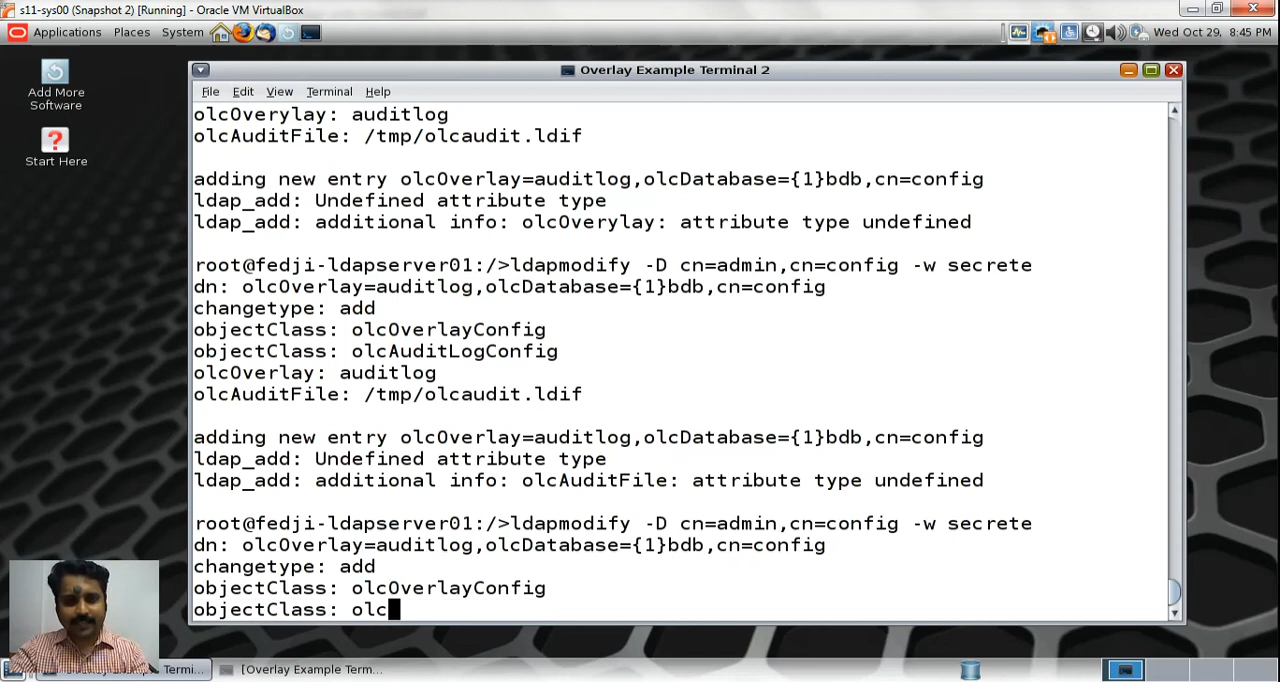 s11-sys00 (Snapshot 2) [Running] - Oracle VM VirtualBox
Applications Places System Wed Oct 29, 8:45 PM
Add More
Software
Start Here
Overlay Example Terminal 2
File Edit View Terminal Help
olcOverylay: auditlog
olcAuditFile: /tmp/olcaudit.ldif
adding new entry olcOverlay=auditlog,olcDatabase={1}bdb,cn=config
ldap_add: Undefined attribute type
ldap_add: additional info: olcOverylay: attribute type undefined
root@fedji-ldapserver01:/>ldapmodify -D cn=admin,cn=config -w secrete
dn: olcOverlay=auditlog,olcDatabase={1}bdb,cn=config
changetype: add
objectClass: olcOverlayConfig
objectClass: olcAuditLogConfig
olcOverlay: auditlog
olcAuditFile: /tmp/olcaudit.ldif
adding new entry olcOverlay=auditlog,olcDatabase={1}bdb,cn=config
ldap_add: Undefined attribute type
ldap_add: additional info: olcAuditFile: attribute type undefined
root@fedji-ldapserver01:/>ldapmodify -D cn=admin,cn=config -w secrete
dn: olcOverlay=auditlog,olcDatabase={1}bdb,cn=config
changetype: add
objectClass: olcOverlayConfig
objectClass: olc
Termi... [Overlay Example Term...